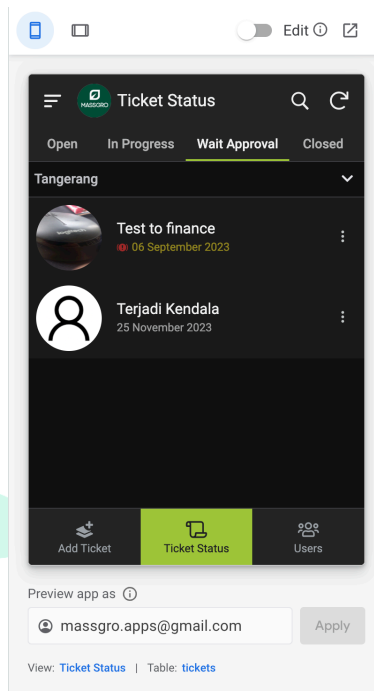 Edit
MASSGRO
Ticket Status
Open In Progress Wait Approval Closed
Tangerang
Test to finance
06 September 2023
Terjadi Kendala
25 November 2023
Add Ticket Ticket Status Users
Preview app as
massgro.apps@gmail.com Apply
View: Ticket Status | Table: tickets